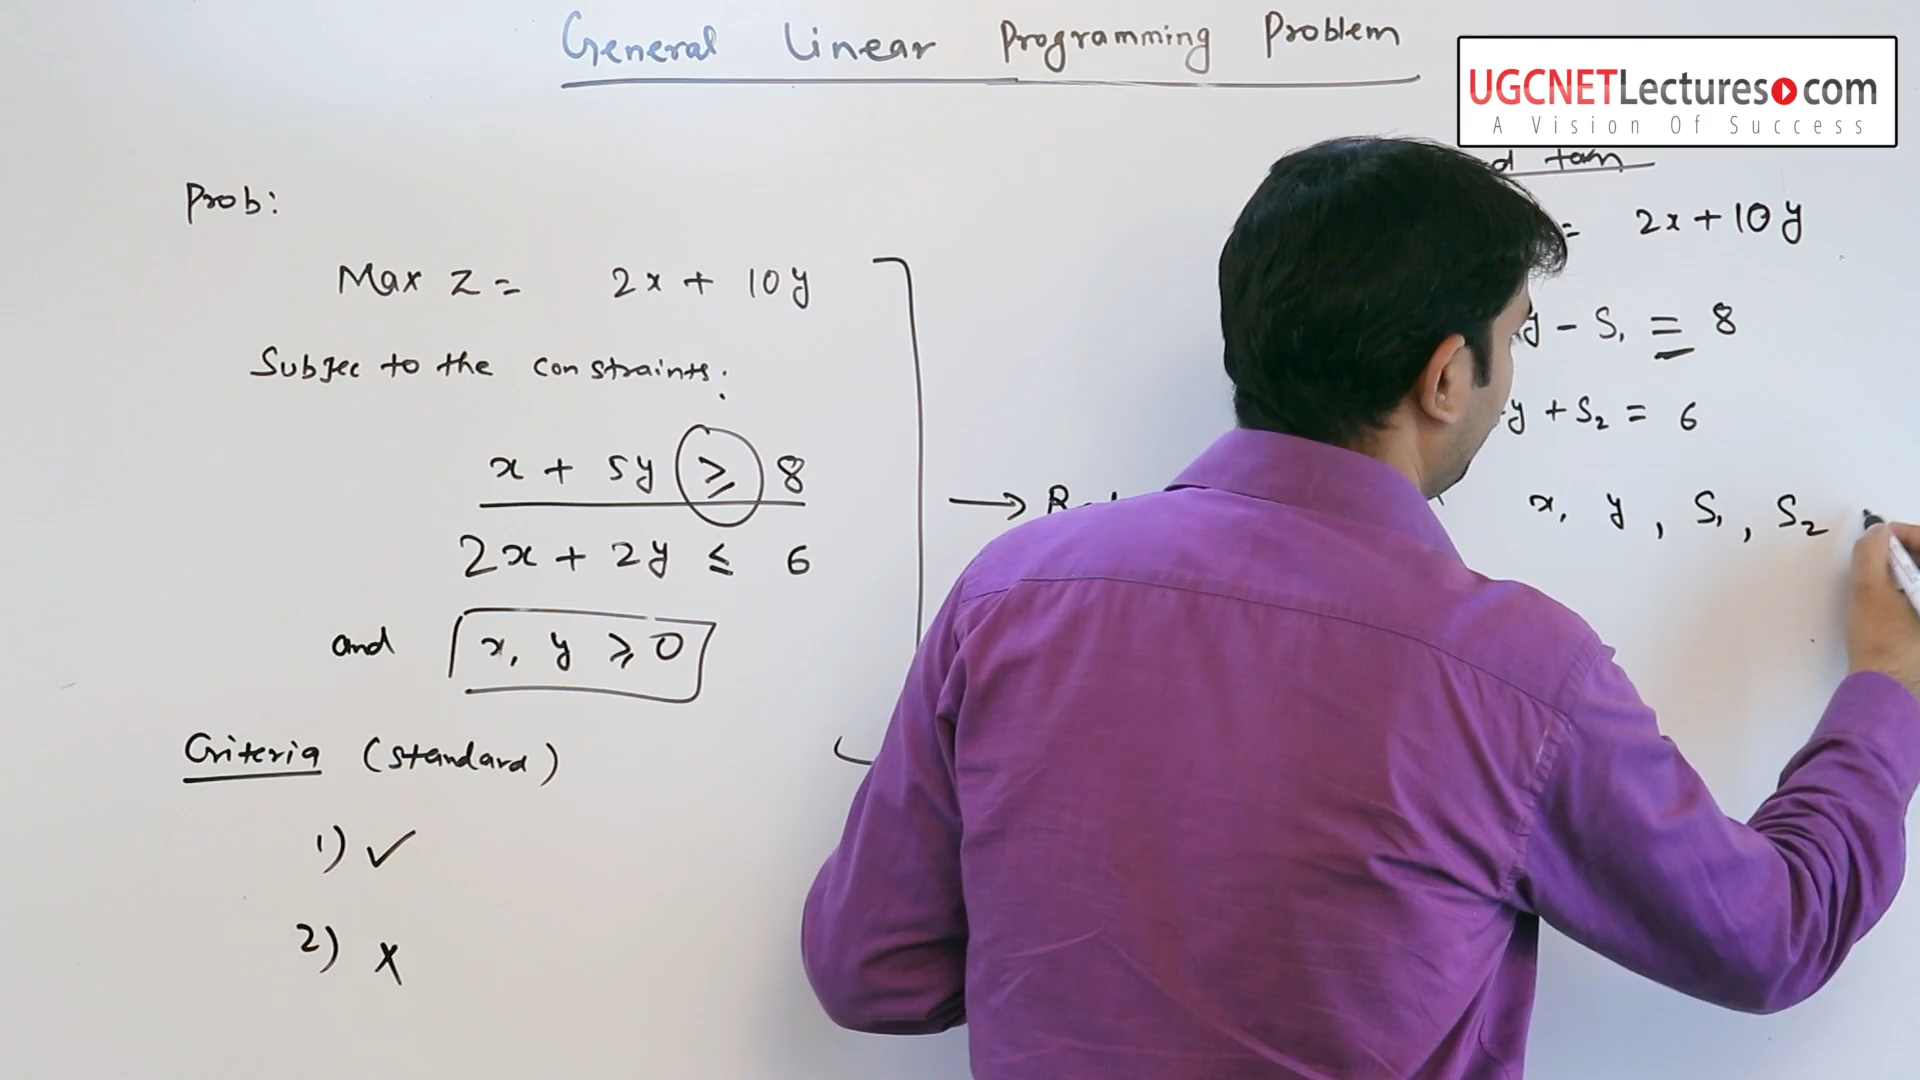 General Linear Programming Problem
UGCNETLectures.com
A Vision Of Success
Prob:
Max Z = 2x + 10y
Subjec to the constraints:
x + 5y ≥ 8
2x + 2y ≤ 6
and x, y ≥ 0
Criteria (standard)
1) ✓
2) x
= 2x + 10y
y - S₁ = 8
y + S₂ = 6
→
x, y, S₁, S₂